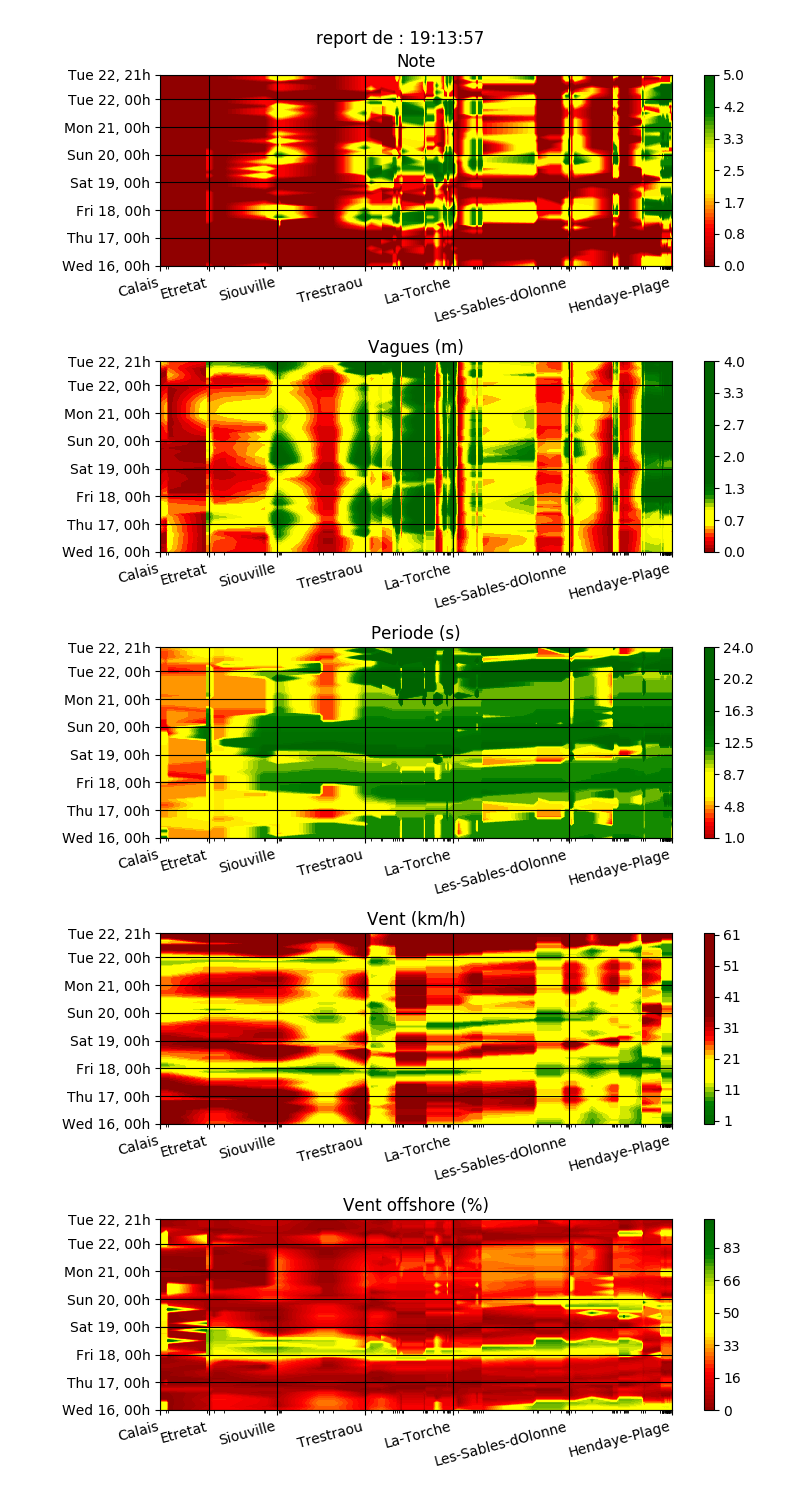 report de : 19:13:57
Note
Tue 22, 21h
Tue 22, 00h
Mon 21, 00h
Sun 20, 00h
Sat 19, 00h
Fri 18, 00h
Thu 17, 00h
Wed 16, 00h
5.0
4.2
3.3
2.5
1.7
0.8
0.0
Calais Etretat Siouville Trestraou La-Torche Les-Sables-dOlonne Hendaye-Plage
Vagues (m)
Tue 22, 21h
Tue 22, 00h
Mon 21, 00h
Sun 20, 00h
Sat 19, 00h
Fri 18, 00h
Thu 17, 00h
Wed 16, 00h
4.0
3.3
2.7
2.0
1.3
0.7
0.0
Calais Etretat Siouville Trestraou La-Torche Les-Sables-dOlonne Hendaye-Plage
Periode (s)
Tue 22, 21h
Tue 22, 00h
Mon 21, 00h
Sun 20, 00h
Sat 19, 00h
Fri 18, 00h
Thu 17, 00h
Wed 16, 00h
24.0
20.2
16.3
12.5
8.7
4.8
1.0
Calais Etretat Siouville Trestraou La-Torche Les-Sables-dOlonne Hendaye-Plage
Vent (km/h)
Tue 22, 21h
Tue 22, 00h
Mon 21, 00h
Sun 20, 00h
Sat 19, 00h
Fri 18, 00h
Thu 17, 00h
Wed 16, 00h
61
51
41
31
21
11
1
Calais Etretat Siouville Trestraou La-Torche Les-Sables-dOlonne Hendaye-Plage
Vent offshore (%)
Tue 22, 21h
Tue 22, 00h
Mon 21, 00h
Sun 20, 00h
Sat 19, 00h
Fri 18, 00h
Thu 17, 00h
Wed 16, 00h
83
66
50
33
16
0
Calais Etretat Siouville Trestraou La-Torche Les-Sables-dOlonne Hendaye-Plage